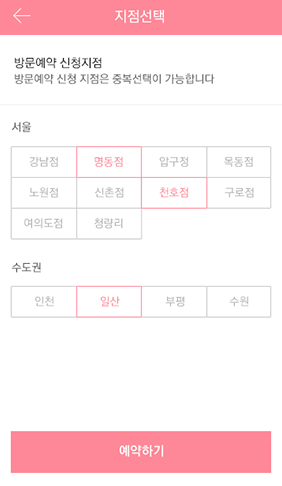 지점선택
방문예약 신청지점
방문예약 신청 지점은 중복선택이 가능합니다
서울
강남점 명동점 압구정 목동점
노원점 신촌점 천호점 구로점
여의도점 청량리
수도권
인천 일산 부평 수원
예약하기